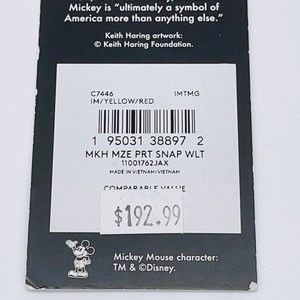 Mickey is "ultimately a symbol of
America more than anything else."
Keith Haring artwork:
© Keith Haring Foundation.
C7446 IMTMG
IM/YELLOW/RED
1 95031 38897 2
MKH MZE PRT SNAP WLT
11001762JAX
MADE IN VIETNAM/VIETNAM
COMPARABLE VALUE
$192.99
Mickey Mouse character:
TM & ©Disney.